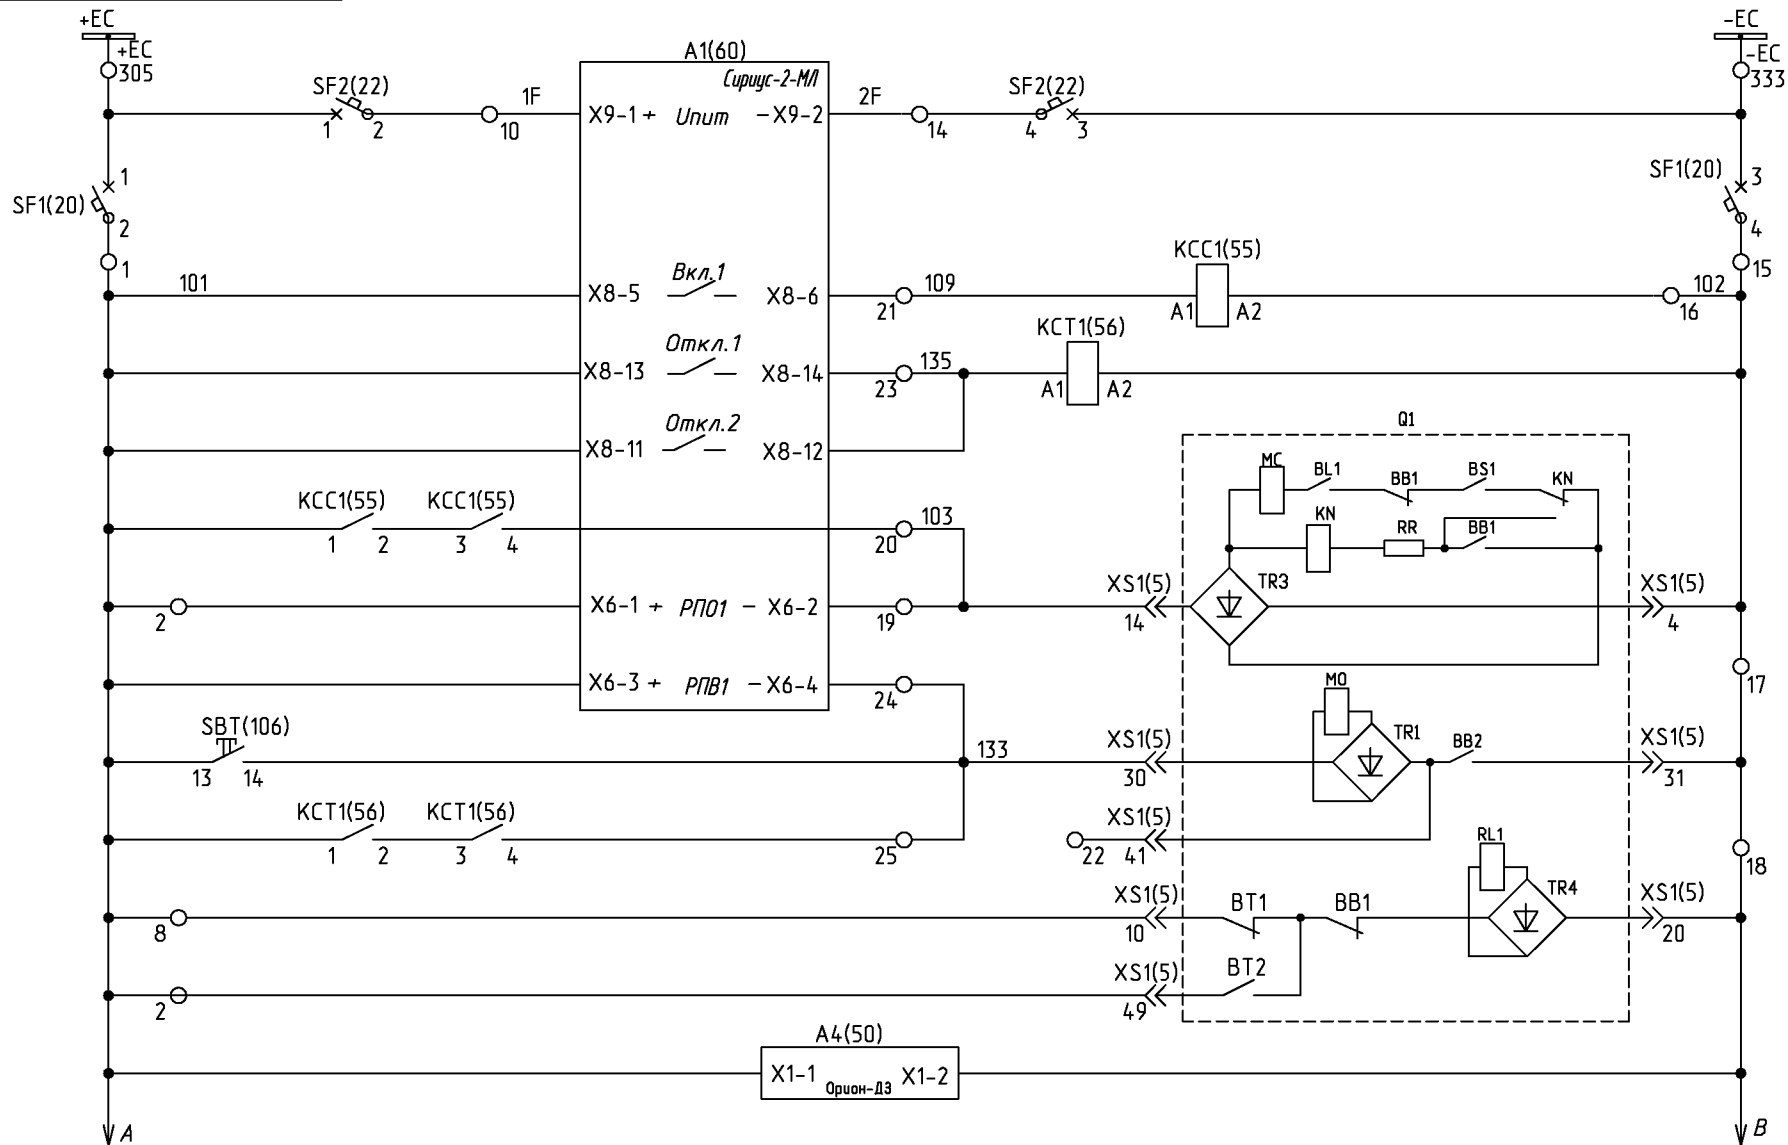 +EC
-EC
+EC
305
-EC
333
A1(60)
Сириус-2-МЛ
SF2(22)
1
2
10
1F
X9-1
+
Uпит
-
X9-2
2F
14
SF2(22)
4
3
SF1(20)
1
2
1
SF1(20)
3
4
15
101
X8-5
Вкл.1
X8-6
21
109
KCC1(55)
A1
A2
102
16
X8-13
Откл.1
X8-14
23
135
KCT1(56)
A1
A2
X8-11
Откл.2
X8-12
Q1
MC
BL1
BB1
BS1
KN
KCC1(55)
KCC1(55)
1
2
3
4
20
103
KN
RR
BB1
2
X6-1
+
РПО1
-
X6-2
19
XS1(5)
14
TR3
XS1(5)
4
X6-3
+
РПВ1
-
X6-4
24
17
MO
SBT(106)
13
14
133
XS1(5)
30
TR1
BB2
XS1(5)
31
KCT1(56)
KCT1(56)
1
2
3
4
25
22
XS1(5)
41
RL1
18
8
XS1(5)
10
BT1
BB1
TR4
XS1(5)
20
2
XS1(5)
49
BT2
A4(50)
X1-1
Орион-ДЗ
X1-2
A
B